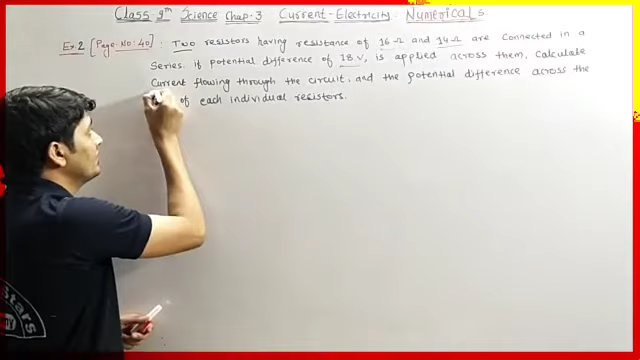 Class 9th Science Chap-3 Current-Electricity Numericals.
Ex. 2 [Page-No: 40] : Two resistors having resistance of 16 Ω and 14 Ω are Connected in a
Series. If potential difference of 18 V, is applied across them, Calculate
Current flowing through the circuit, and the potential difference across the
of each individual resistors.
stars